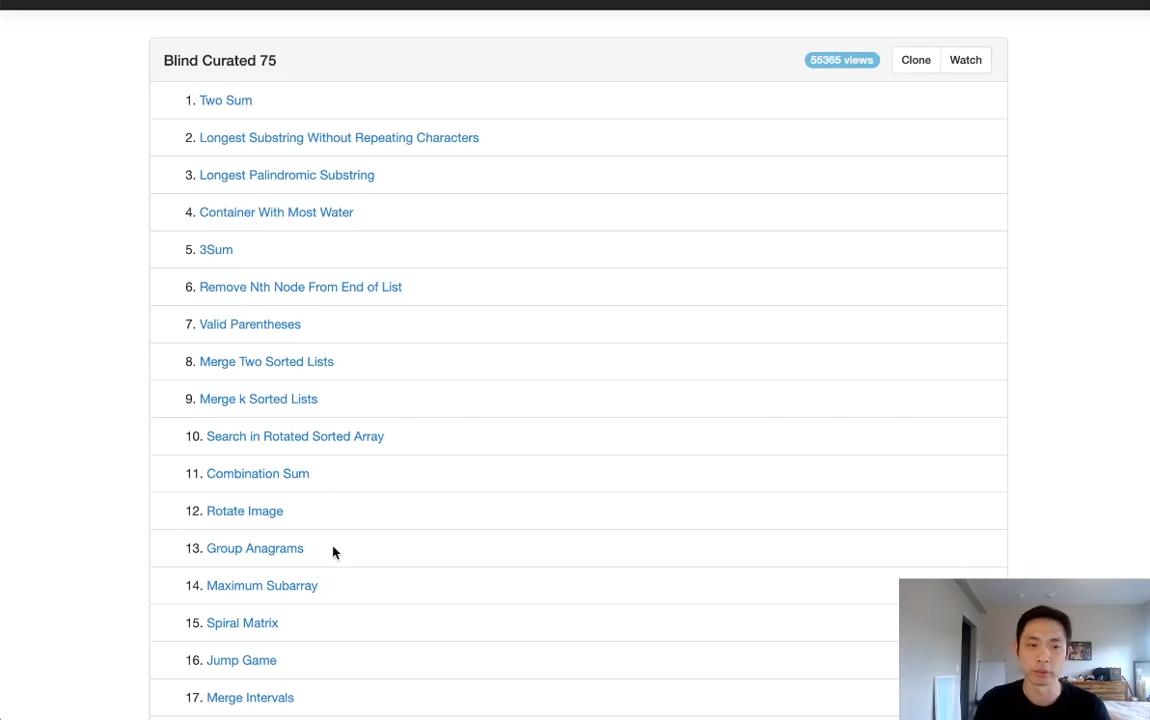 Blind Curated 75
55365 views
Clone
Watch
1. Two Sum
2. Longest Substring Without Repeating Characters
3. Longest Palindromic Substring
4. Container With Most Water
5. 3Sum
6. Remove Nth Node From End of List
7. Valid Parentheses
8. Merge Two Sorted Lists
9. Merge k Sorted Lists
10. Search in Rotated Sorted Array
11. Combination Sum
12. Rotate Image
13. Group Anagrams
14. Maximum Subarray
15. Spiral Matrix
16. Jump Game
17. Merge Intervals